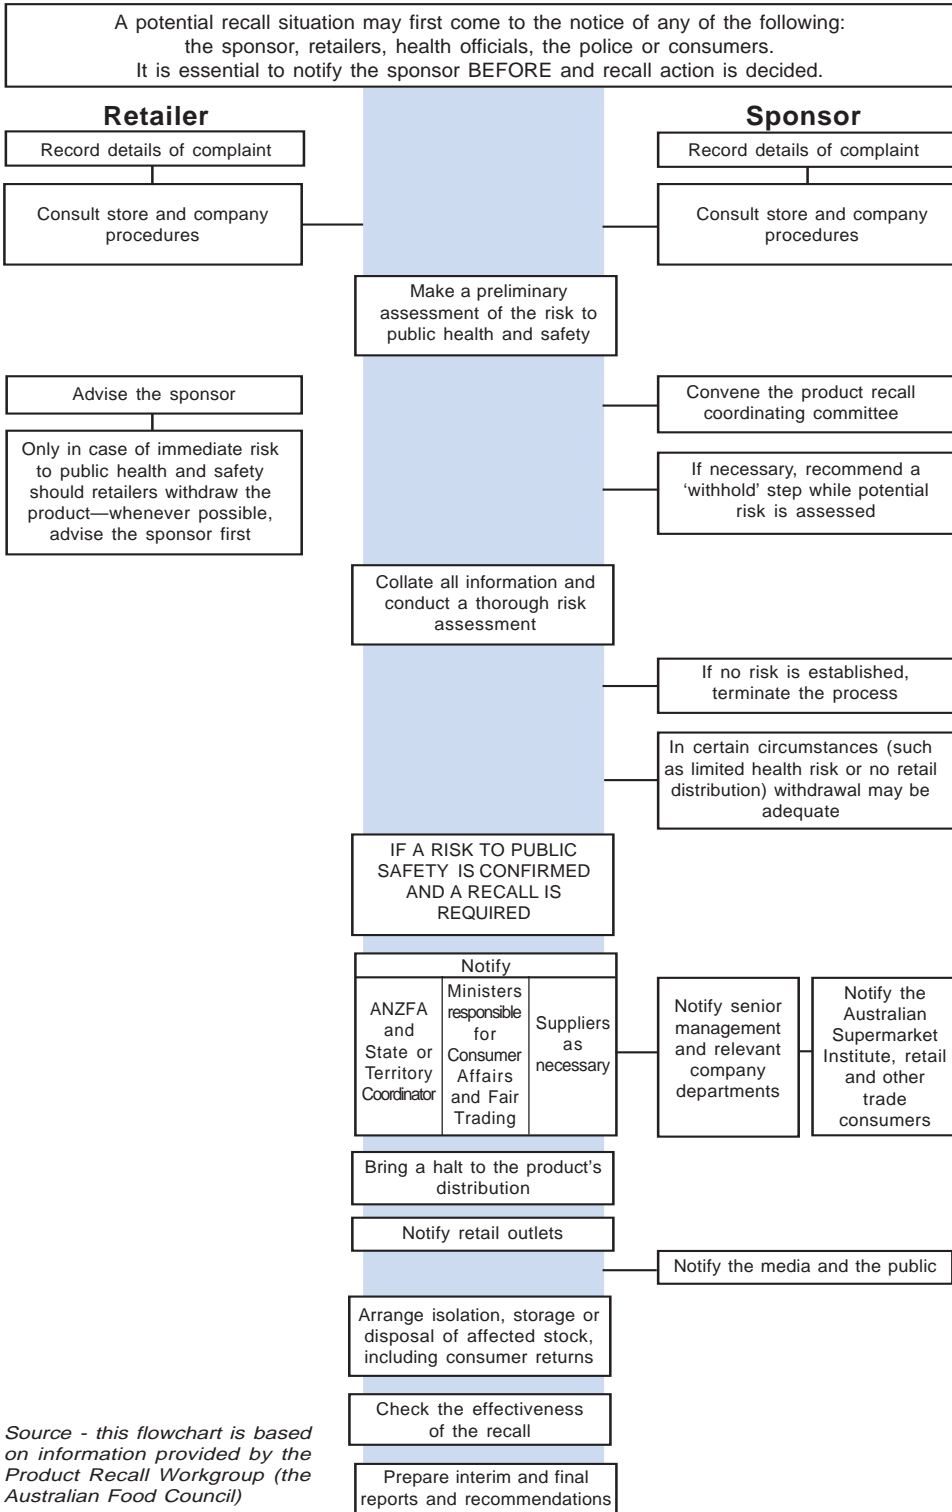 A potential recall situation may first come to the notice of any of the following:
the sponsor, retailers, health officials, the police or consumers.
It is essential to notify the sponsor BEFORE and recall action is decided.
Retailer
Record details of complaint
Consult store and company
procedures
Sponsor
Record details of complaint
Consult store and company
procedures
Make a preliminary
assessment of the risk to
public health and safety
Advise the sponsor
Only in case of immediate risk
to public health and safety
should retailers withdraw the
product—whenever possible,
advise the sponsor first
Convene the product recall
coordinating committee
If necessary, recommend a
‘withhold’ step while potential
risk is assessed
Collate all information and
conduct a thorough risk
assessment
If no risk is established,
terminate the process
In certain circumstances (such
as limited health risk or no retail
distribution) withdrawal may be
adequate
IF A RISK TO PUBLIC
SAFETY IS CONFIRMED
AND A RECALL IS
REQUIRED
Notify
ANZFA
and
State or
Territory
Coordinator
Ministers
responsible
for
Consumer
Affairs
and Fair
Trading
Suppliers
as
necessary
Notify senior
management
and relevant
company
departments
Notify the
Australian
Supermarket
Institute, retail
and other
trade
consumers
Bring a halt to the product’s
distribution
Notify retail outlets
Notify the media and the public
Arrange isolation, storage or
disposal of affected stock,
including consumer returns
Check the effectiveness
of the recall
Prepare interim and final
reports and recommendations
Source - this flowchart is based
on information provided by the
Product Recall Workgroup (the
Australian Food Council)